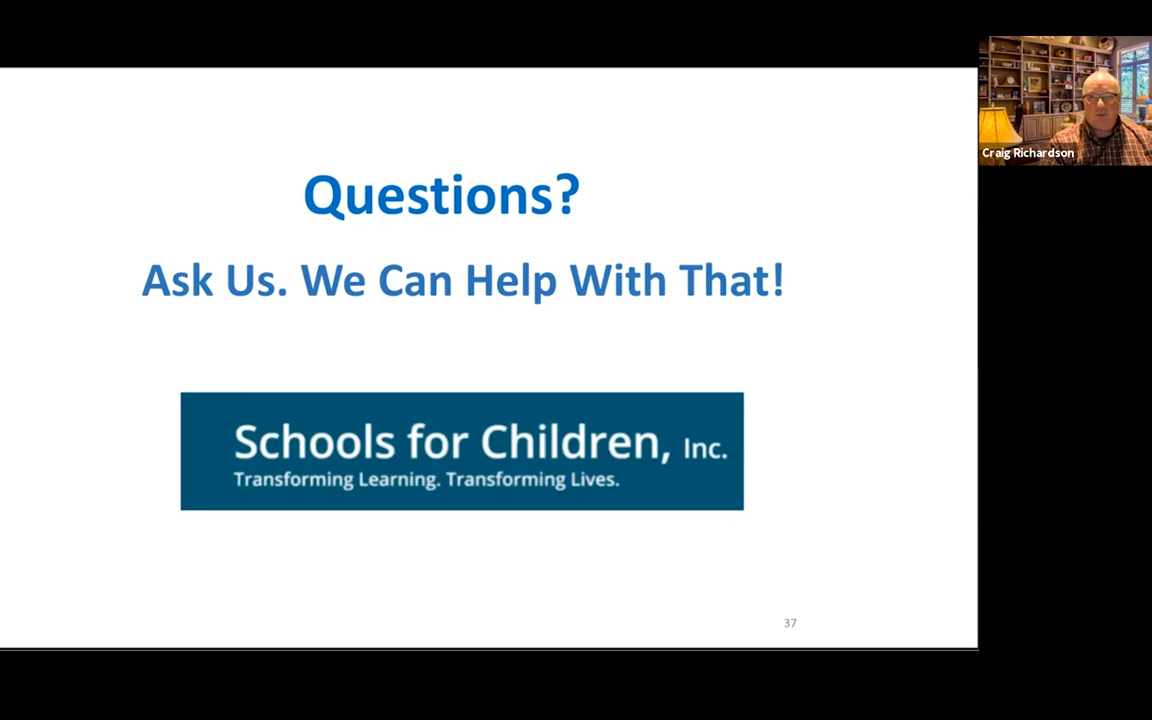 Questions?
Ask Us. We Can Help With That!
Schools for Children, Inc.
Transforming Learning. Transforming Lives.
37
Craig Richardson